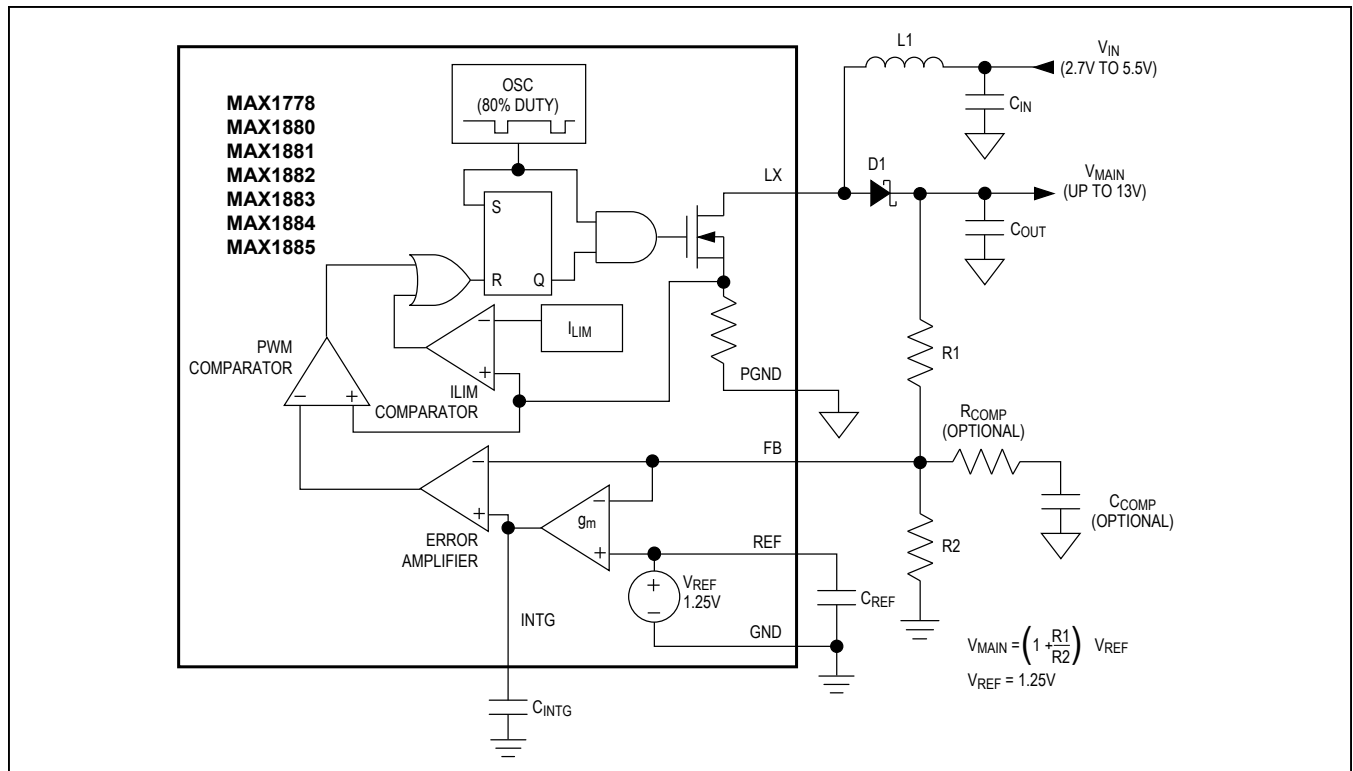 MAX1778
MAX1880
MAX1881
MAX1882
MAX1883
MAX1884
MAX1885
OSC
(80% DUTY)
L1
VIN
(2.7V TO 5.5V)
CIN
LX
D1
VMAIN
(UP TO 13V)
COUT
S
R
Q
ILIM
−
+
PWM
COMPARATOR
−
+
ILIM
COMPARATOR
PGND
R1
RCOMP
(OPTIONAL)
FB
−
+
ERROR
AMPLIFIER
gm
−
+
REF
CCOMP
(OPTIONAL)
R2
+
−
VREF
1.25V
CREF
INTG
GND
VMAIN = (1 + R1/R2) VREF
VREF = 1.25V
CINTG